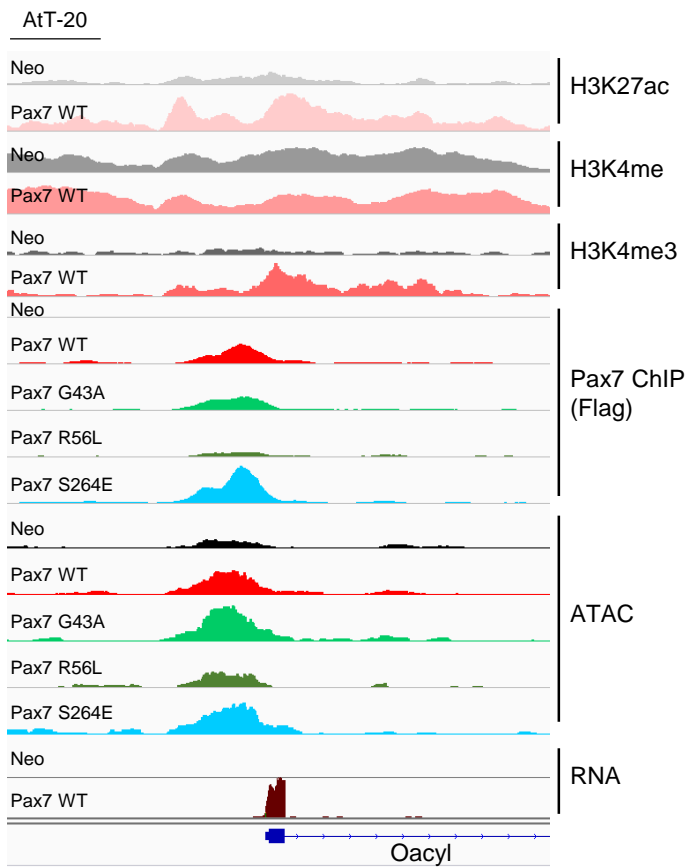 AtT-20
Neo
H3K27ac
Pax7 WT
Neo
H3K4me
Pax7 WT
Neo
H3K4me3
Pax7 WT
Neo
Pax7 WT
Pax7 ChIP
(Flag)
Pax7 G43A
Pax7 R56L
Pax7 S264E
Neo
Pax7 WT
ATAC
Pax7 G43A
Pax7 R56L
Pax7 S264E
Neo
RNA
Pax7 WT
Oacyl